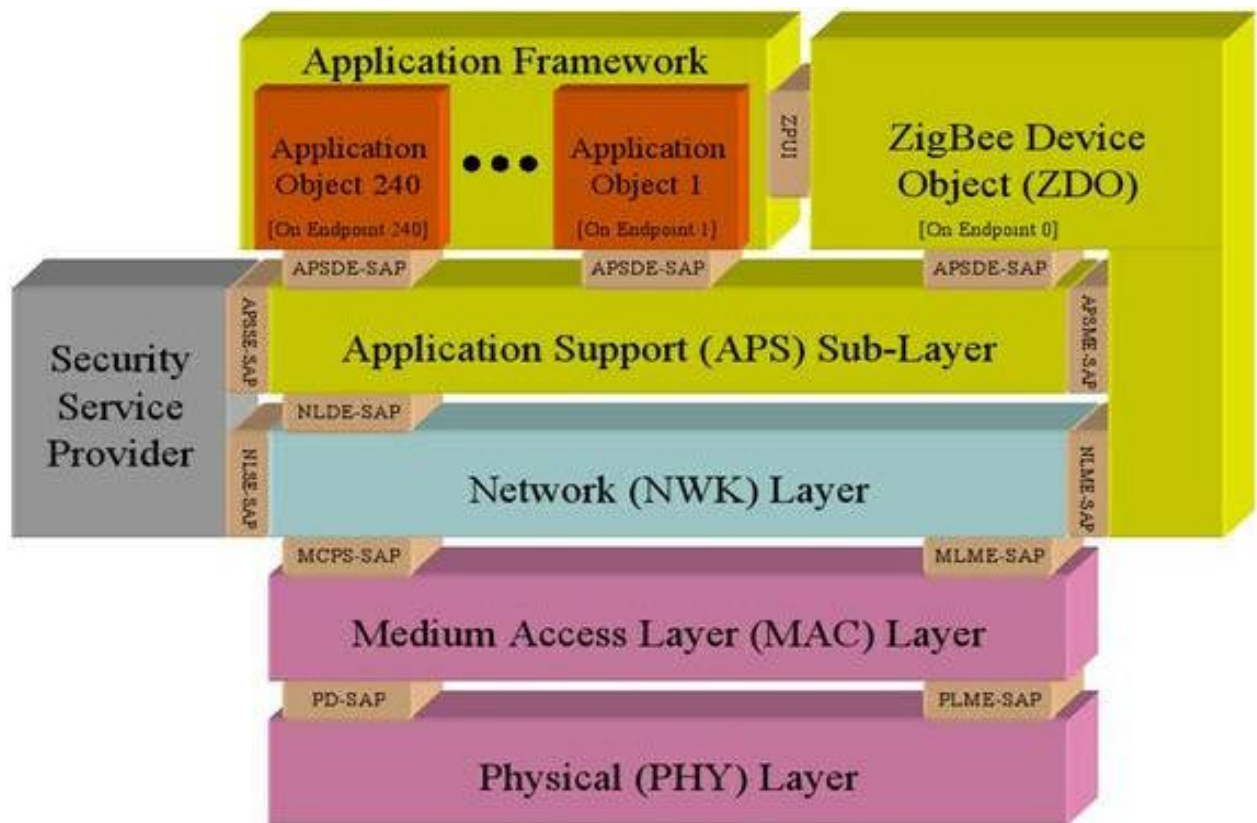 Application Framework
Application
Object 240
[On Endpoint 240]
Application
Object 1
[On Endpoint 1]
ZPUI
ZigBee Device
Object (ZDO)
[On Endpoint 0]
APSDE-SAP
APSDE-SAP
APSDE-SAP
Security
Service
Provider
APSSE-SAP
Application Support (APS) Sub-Layer
APSME-SAP
NLDE-SAP
NLSE-SAP
Network (NWK) Layer
NLME-SAP
MCPS-SAP
MLME-SAP
Medium Access Layer (MAC) Layer
PD-SAP
PLME-SAP
Physical (PHY) Layer